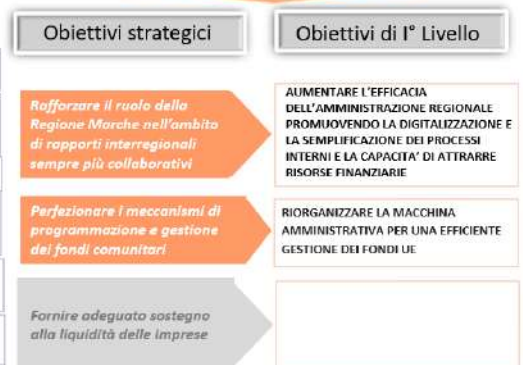 Obiettivi strategici
Obiettivi di I° Livello
Rafforzare il ruolo della
Regione Marche nell'ambito
di rapporti interregionali
sempre più collaborativi
AUMENTARE L'EFFICACIA
DELL'AMMINISTRAZIONE REGIONALE
PROMUOVENDO LA DIGITALIZZAZIONE E
LA SEMPLIFICAZIONE DEI PROCESSI
INTERNI E LA CAPACITA' DI ATTRARRE
RISORSE FINANZIARIE
Perfezionare i meccanismi di
programmazione e gestione
dei fondi comunitari
RIORGANIZZARE LA MACCHINA
AMMINISTRATIVA PER UNA EFFICIENTE
GESTIONE DEI FONDI UE
Fornire adeguato sostegno
alla liquidità delle imprese